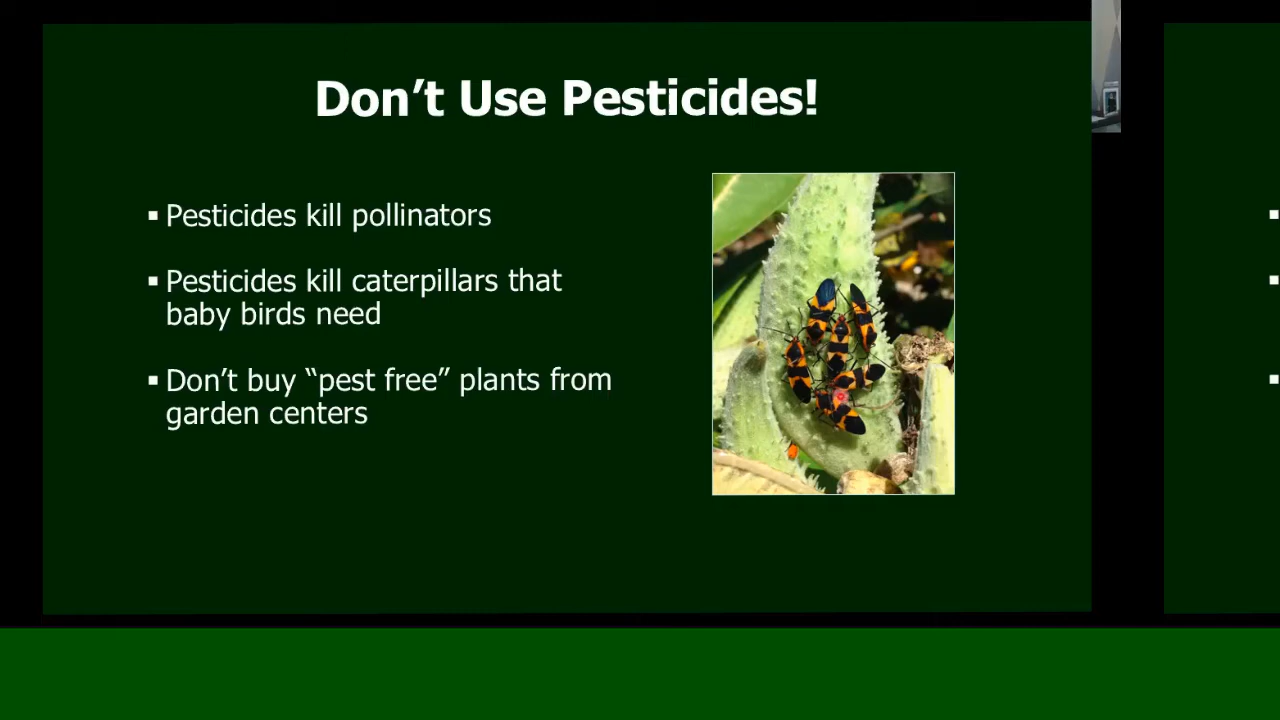 Don’t Use Pesticides!
▪ Pesticides kill pollinators
▪ Pesticides kill caterpillars that
baby birds need
▪ Don’t buy “pest free” plants from
garden centers